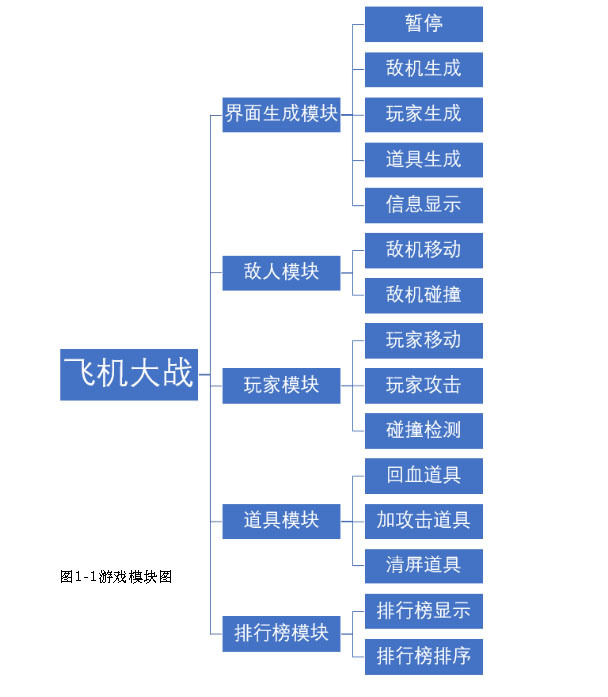 飞机大战
界面生成模块
暂停
敌机生成
玩家生成
道具生成
信息显示
敌人模块
敌机移动
敌机碰撞
玩家模块
玩家移动
玩家攻击
碰撞检测
道具模块
回血道具
加攻击道具
清屏道具
排行榜模块
排行榜显示
排行榜排序
图1-1游戏模块图